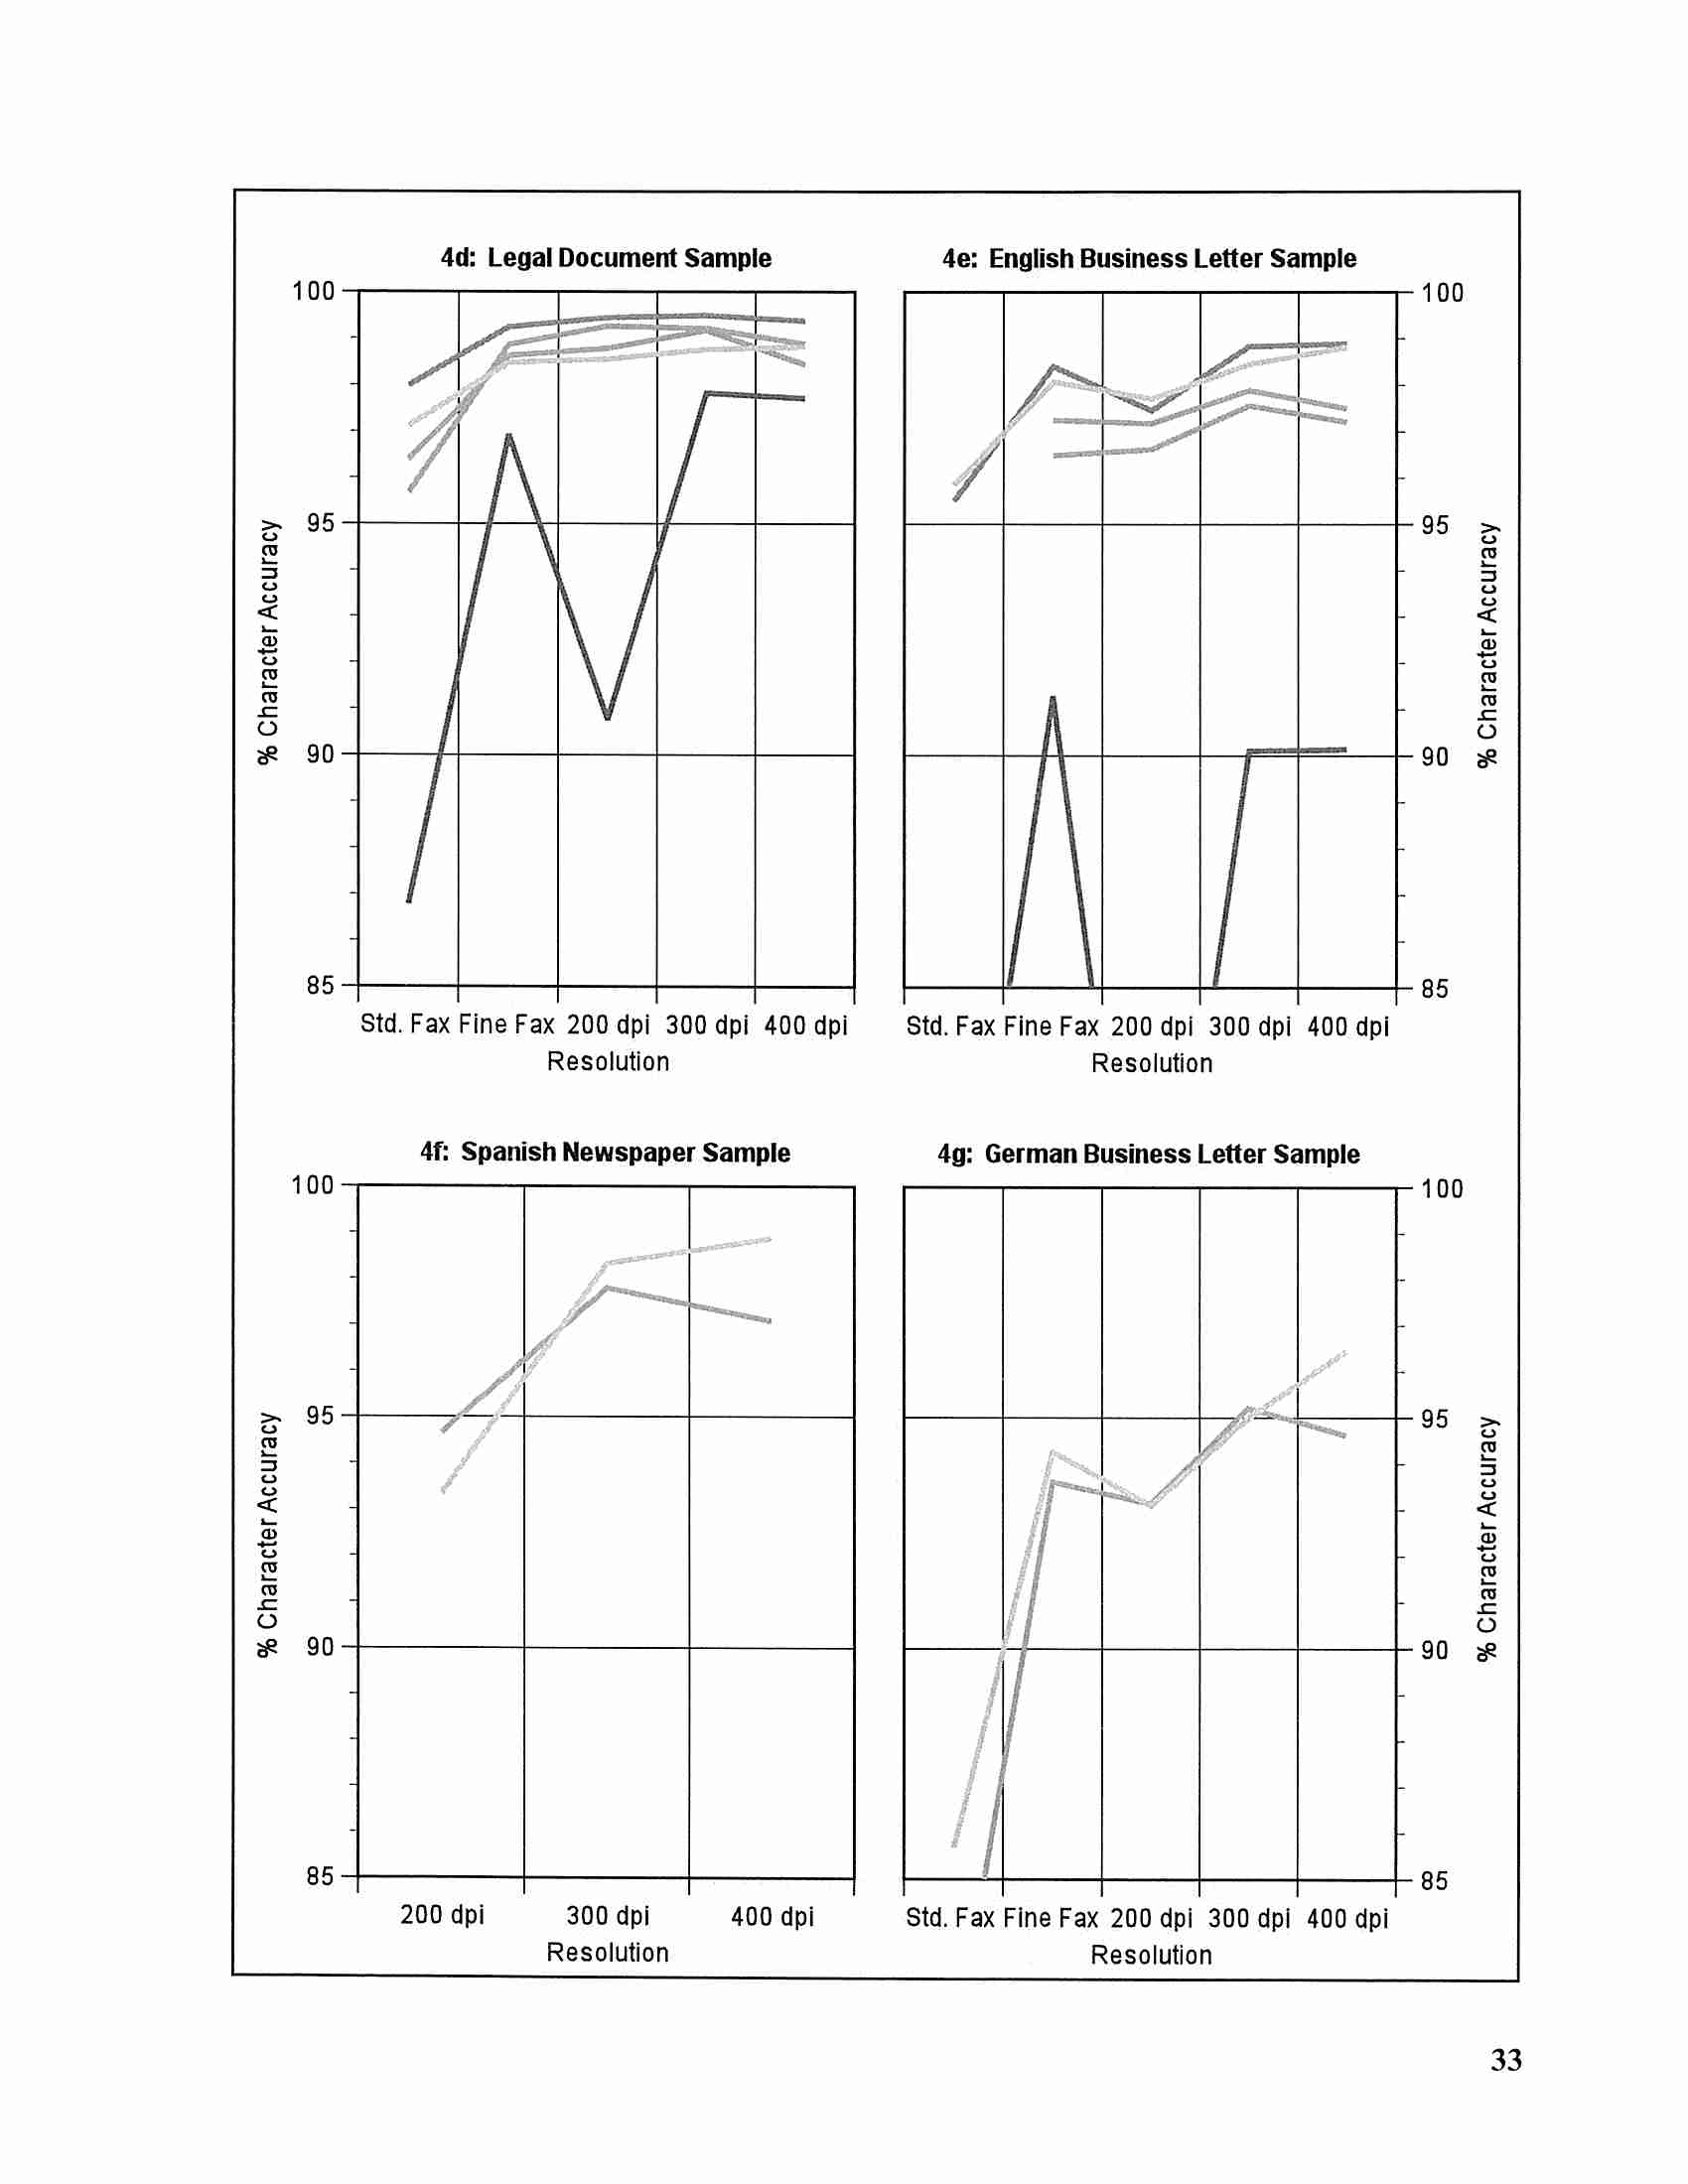 4d: Legal Document Sample
100
95
90
85
% Character Accuracy
Std. Fax Fine Fax 200 dpi 300 dpi 400 dpi
Resolution
4e: English Business Letter Sample
100
95
90
85
% Character Accuracy
Std. Fax Fine Fax 200 dpi 300 dpi 400 dpi
Resolution
4f: Spanish Newspaper Sample
100
95
90
85
% Character Accuracy
200 dpi 300 dpi 400 dpi
Resolution
4g: German Business Letter Sample
100
95
90
85
% Character Accuracy
Std. Fax Fine Fax 200 dpi 300 dpi 400 dpi
Resolution
33